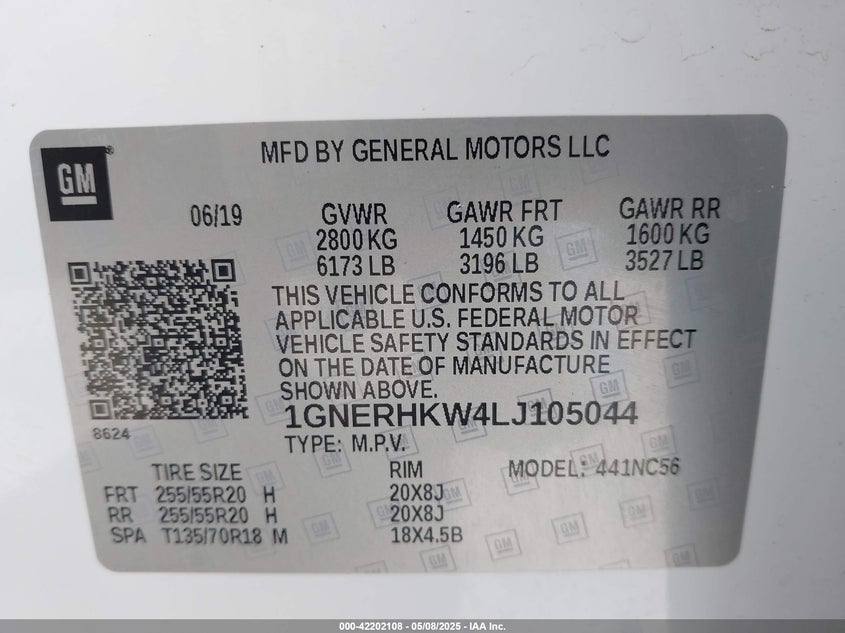 MFD BY GENERAL MOTORS LLC
GM
06/19 GVWR GAWR FRT GAWR RR
2800 KG 1450 KG 1600 KG
6173 LB 3196 LB 3527 LB
THIS VEHICLE CONFORMS TO ALL
APPLICABLE U.S. FEDERAL MOTOR
VEHICLE SAFETY STANDARDS IN EFFECT
ON THE DATE OF MANUFACTURE
SHOWN ABOVE.
1GNERHKW4LJ105044
8624
TYPE: M.P.V.
TIRE SIZE RIM MODEL: 441NC56
FRT 255/55R20 H 20X8J
RR 255/55R20 H 20X8J
SPA T135/70R18 M 18X4.5B
000-42202108 - 05/08/2025 - IAA Inc.